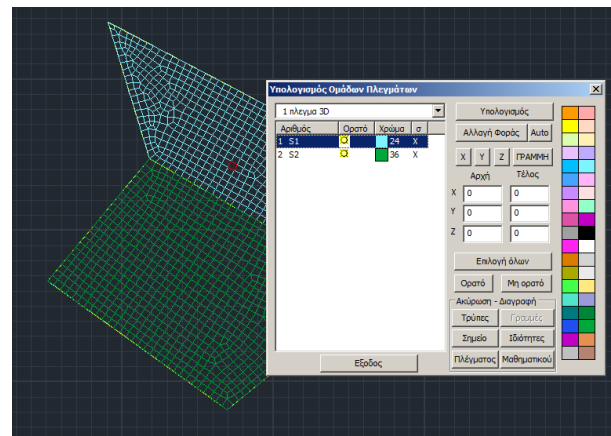 Υπολογισμός Ομάδων Πλεγμάτων
1 πλεγμα 3D
Υπολογισμός
Αριθμός Ορατό Χρώμα σ
Αλλαγή Φοράς Auto
1 S1 24 X
2 S2 36 X
X Y Z ΓΡΑΜΜΗ
Αρχή Τέλος
X 0 0
Y 0 0
Z 0 0
Επιλογή όλων
Ορατό Μη ορατό
Ακύρωση - Διαγραφή
Τρύπες Γραμμές
Σημείο Ιδιότητες
Πλέγματος Μαθηματικού
Εξοδος